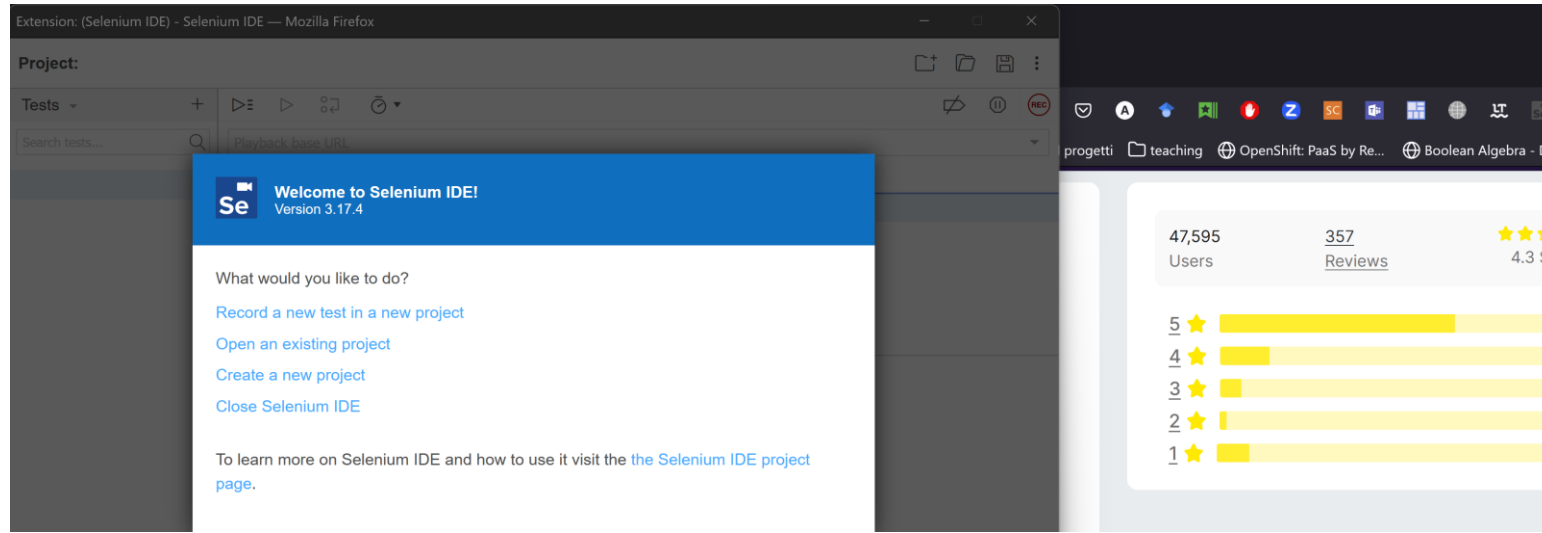 Extension: (Selenium IDE) - Selenium IDE — Mozilla Firefox
Project:
Tests
REC
Search tests...
Playback base URL
Se
Welcome to Selenium IDE!
Version 3.17.4
What would you like to do?
Record a new test in a new project
Open an existing project
Create a new project
Close Selenium IDE
To learn more on Selenium IDE and how to use it visit the the Selenium IDE project
page.
A Z SC LT
progetti teaching OpenShift: PaaS by Re... Boolean Algebra -
47,595 357
Users Reviews 4.3
5
4
3
2
1